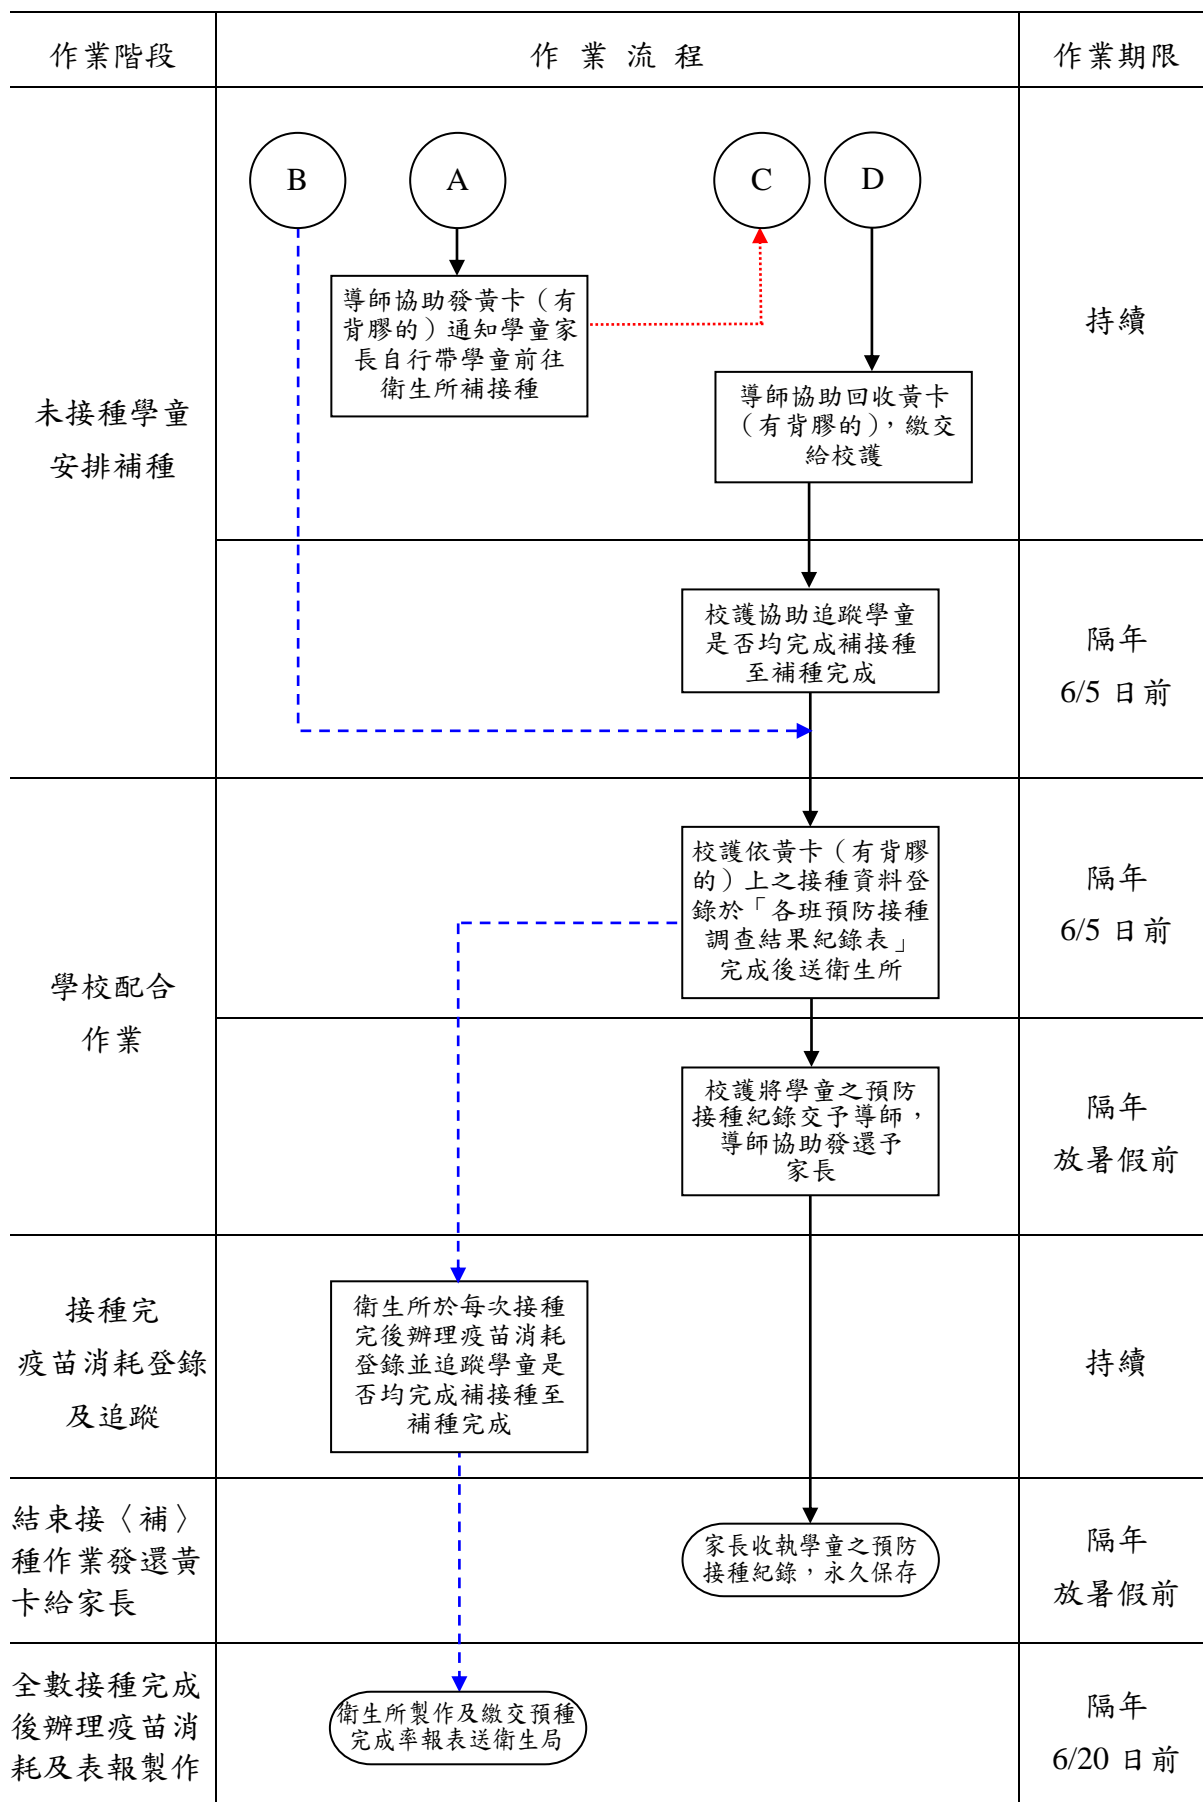 作業階段
作 業 流 程
作業期限
B
A
C
D
導師協助發黃卡（有
背膠的）通知學童家
長自行帶學童前往
衛生所補接種
持續
導師協助回收黃卡
（有背膠的），繳交
給校護
未接種學童
安排補種
校護協助追蹤學童
是否均完成補接種
至補種完成
隔年
6/5 日前
校護依黃卡（有背膠
的）上之接種資料登
錄於「各班預防接種
調查結果紀錄表」
完成後送衛生所
隔年
6/5 日前
學校配合
作業
校護將學童之預防
接種紀錄交予導師，
導師協助發還予
家長
隔年
放暑假前
接種完
疫苗消耗登錄
及追蹤
衛生所於每次接種
完後辦理疫苗消耗
登錄並追蹤學童是
否均完成補接種至
補種完成
持續
結束接〈補〉
種作業發還黃
卡給家長
家長收執學童之預防
接種紀錄，永久保存
隔年
放暑假前
全數接種完成
後辦理疫苗消
耗及表報製作
衛生所製作及繳交預種
完成率報表送衛生局
隔年
6/20 日前